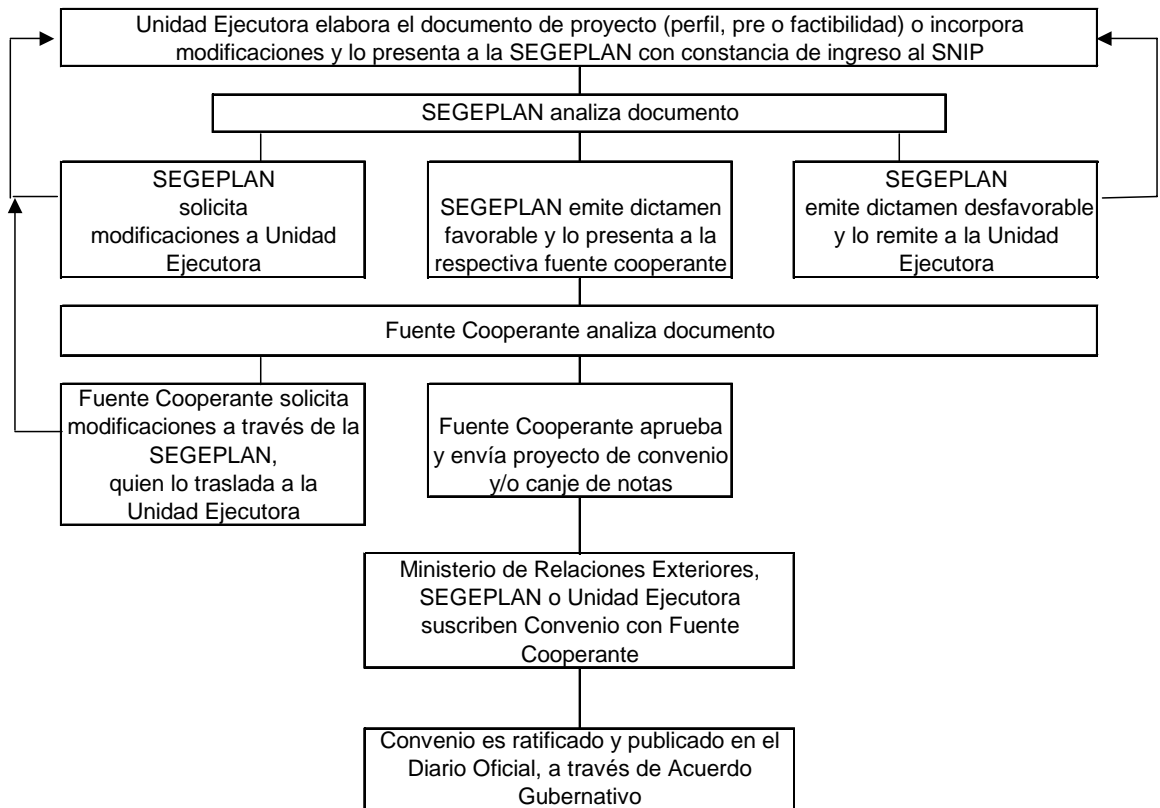 Unidad Ejecutora elabora el documento de proyecto (perfil, pre o factibilidad) o incorpora
modificaciones y lo presenta a la SEGEPLAN con constancia de ingreso al SNIP
SEGEPLAN analiza documento
SEGEPLAN
solicita
modificaciones a Unidad
Ejecutora
SEGEPLAN emite dictamen
favorable y lo presenta a la
respectiva fuente cooperante
SEGEPLAN
emite dictamen desfavorable
y lo remite a la Unidad
Ejecutora
Fuente Cooperante analiza documento
Fuente Cooperante solicita
modificaciones a través de la
SEGEPLAN,
quien lo traslada a la
Unidad Ejecutora
Fuente Cooperante aprueba
y envía proyecto de convenio
y/o canje de notas
Ministerio de Relaciones Exteriores,
SEGEPLAN o Unidad Ejecutora
suscriben Convenio con Fuente
Cooperante
Convenio es ratificado y publicado en el
Diario Oficial, a través de Acuerdo
Gubernativo